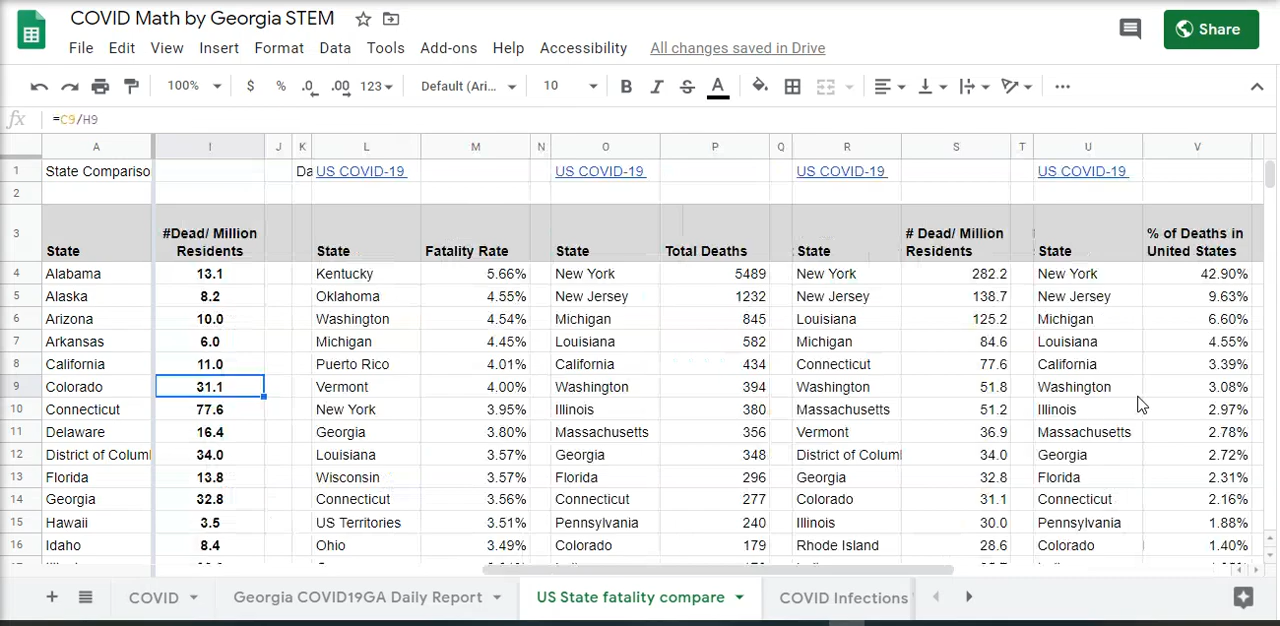 COVID Math by Georgia STEM
File Edit View Insert Format Data Tools Add-ons Help Accessibility All changes saved in Drive
Share
100% $ % .0 .00 123 Default (Ari... 10 B I S A ...
fx =C9/H9
A I J K L M N O P Q R S T U V
1 State Compariso Da US COVID-19 US COVID-19 US COVID-19 US COVID-19
2
3 State #Dead/ Million Residents State Fatality Rate State Total Deaths State # Dead/ Million Residents State % of Deaths in United States
4 Alabama 13.1 Kentucky 5.66% New York 5489 New York 282.2 New York 42.90%
5 Alaska 8.2 Oklahoma 4.55% New Jersey 1232 New Jersey 138.7 New Jersey 9.63%
6 Arizona 10.0 Washington 4.54% Michigan 845 Louisiana 125.2 Michigan 6.60%
7 Arkansas 6.0 Michigan 4.45% Louisiana 582 Michigan 84.6 Louisiana 4.55%
8 California 11.0 Puerto Rico 4.01% California 434 Connecticut 77.6 California 3.39%
9 Colorado 31.1 Vermont 4.00% Washington 394 Washington 51.8 Washington 3.08%
10 Connecticut 77.6 New York 3.95% Illinois 380 Massachusetts 51.2 Illinois 2.97%
11 Delaware 16.4 Georgia 3.80% Massachusetts 356 Vermont 36.9 Massachusetts 2.78%
12 District of Colum 34.0 Louisiana 3.57% Georgia 348 District of Colum 34.0 Georgia 2.72%
13 Florida 13.8 Wisconsin 3.57% Florida 296 Georgia 32.8 Florida 2.31%
14 Georgia 32.8 Connecticut 3.56% Connecticut 277 Colorado 31.1 Connecticut 2.16%
15 Hawaii 3.5 US Territories 3.51% Pennsylvania 240 Illinois 30.0 Pennsylvania 1.88%
16 Idaho 8.4 Ohio 3.49% Colorado 179 Rhode Island 28.6 Colorado 1.40%
COVID Georgia COVID19GA Daily Report US State fatality compare COVID Infections